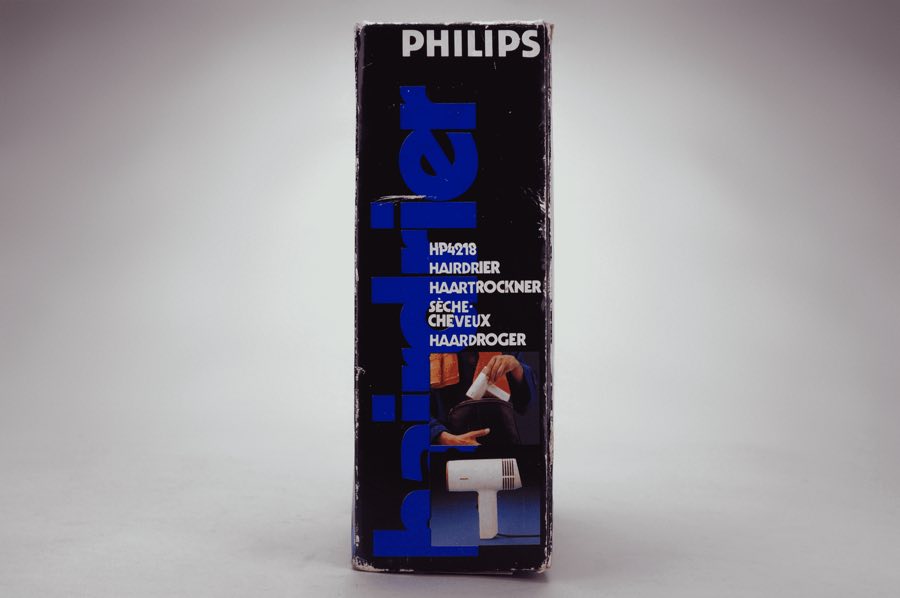 PHILIPS
hairdrier
HP4218
HAIRDRIER
HAARTROCKNER
SÈCHE-
CHEVEUX
HAARDROGER